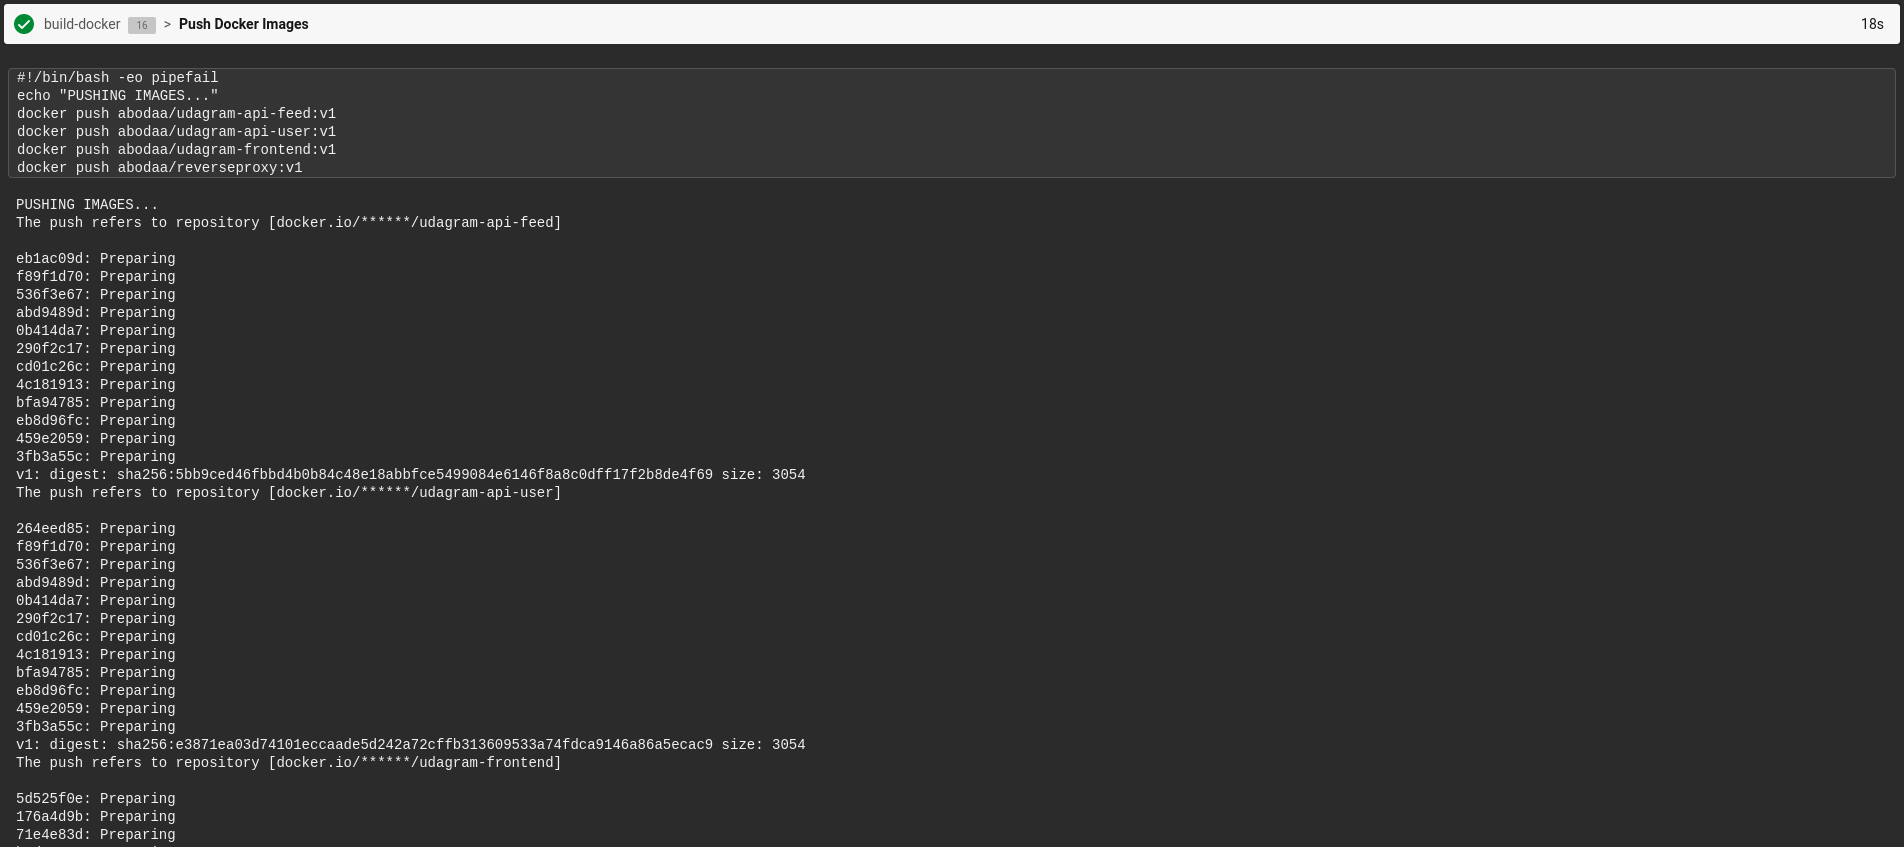 build-docker 16 > Push Docker Images 18s
#!/bin/bash -eo pipefail
echo "PUSHING IMAGES..."
docker push abodaa/udagram-api-feed:v1
docker push abodaa/udagram-api-user:v1
docker push abodaa/udagram-frontend:v1
docker push abodaa/reverseproxy:v1
PUSHING IMAGES...
The push refers to repository [docker.io/******/udagram-api-feed]
eb1ac09d: Preparing
f89f1d70: Preparing
536f3e67: Preparing
abd9489d: Preparing
0b414da7: Preparing
290f2c17: Preparing
cd01c26c: Preparing
4c181913: Preparing
bfa94785: Preparing
eb8d96fc: Preparing
459e2059: Preparing
3fb3a55c: Preparing
v1: digest: sha256:5bb9ced46fbbd4b0b84c48e18abbfce5499084e6146f8a8c0dff17f2b8de4f69 size: 3054
The push refers to repository [docker.io/******/udagram-api-user]
264eed85: Preparing
f89f1d70: Preparing
536f3e67: Preparing
abd9489d: Preparing
0b414da7: Preparing
290f2c17: Preparing
cd01c26c: Preparing
4c181913: Preparing
bfa94785: Preparing
eb8d96fc: Preparing
459e2059: Preparing
3fb3a55c: Preparing
v1: digest: sha256:e3871ea03d74101eccaade5d242a72cffb313609533a74fdca9146a86a5ecac9 size: 3054
The push refers to repository [docker.io/******/udagram-frontend]
5d525f0e: Preparing
176a4d9b: Preparing
71e4e83d: Preparing